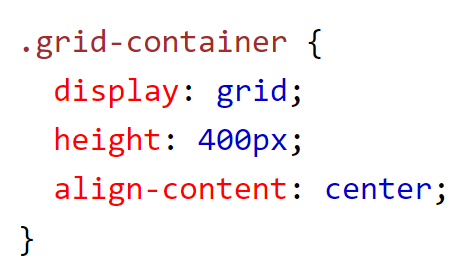 .grid-container {
  display: grid;
  height: 400px;
  align-content: center;
}